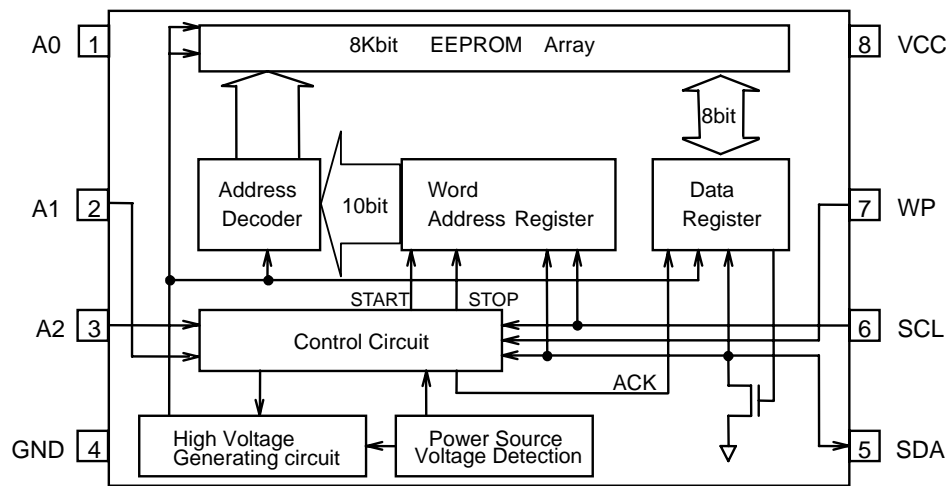 A0 1 8Kbit EEPROM Array 8 VCC
8bit
A1 2 Address
Decoder
10bit
Word
Address Register
Data
Register
7 WP
START STOP
A2 3 Control Circuit 6 SCL
ACK
GND 4 High Voltage
Generating circuit
Power Source
Voltage Detection
5 SDA